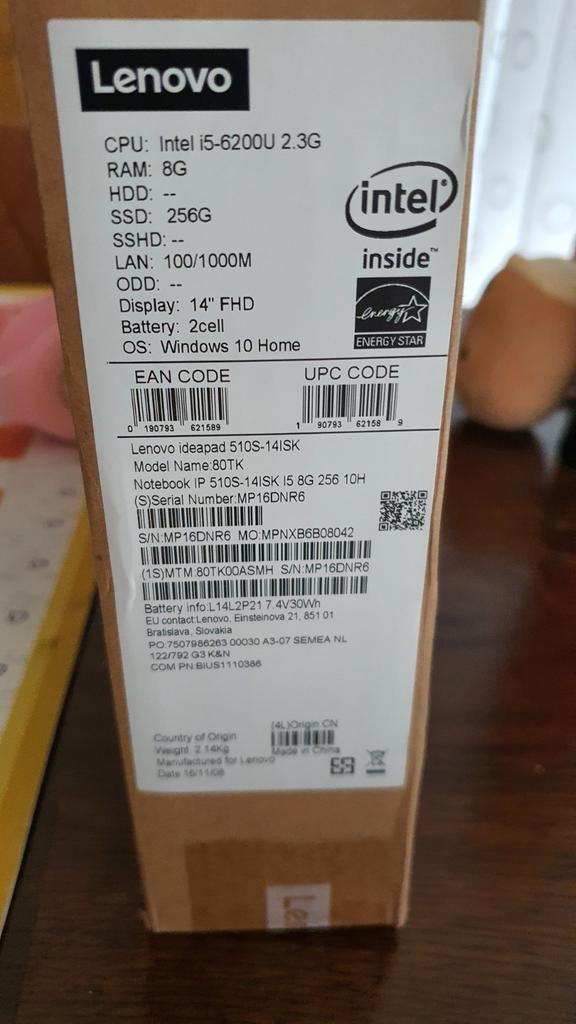 Lenovo
CPU: Intel i5-6200U 2.3G
RAM: 8G
HDD: --
SSD: 256G
SSHD: --
LAN: 100/1000M
ODD: --
Display: 14" FHD
Battery: 2cell
OS: Windows 10 Home
intel®
inside™
energy
ENERGY STAR
EAN CODE
UPC CODE
0 190793 621589
1 90793 62158 9
Lenovo ideapad 510S-14ISK
Model Name:80TK
Notebook IP 510S-14ISK I5 8G 256 10H
(S)Serial Number:MP16DNR6
S/N:MP16DNR6 MO:MPNXB6B08042
(1S)MTM:80TK00ASMH S/N:MP16DNR6
Battery info:L14L2P21 7.4V30Wh
EU contact:Lenovo, Einsteinova 21, 851 01
Bratislava, Slovakia
PO:7507986263 00030 A3-07 SEMEA NL
122/792 G3 K&N
COM PN:BIUS1110386
(4L)Origin CN
Country of Origin
Made in China
Weight 2.14Kg
Manufactured for Lenovo
Date 16/11/08
Le